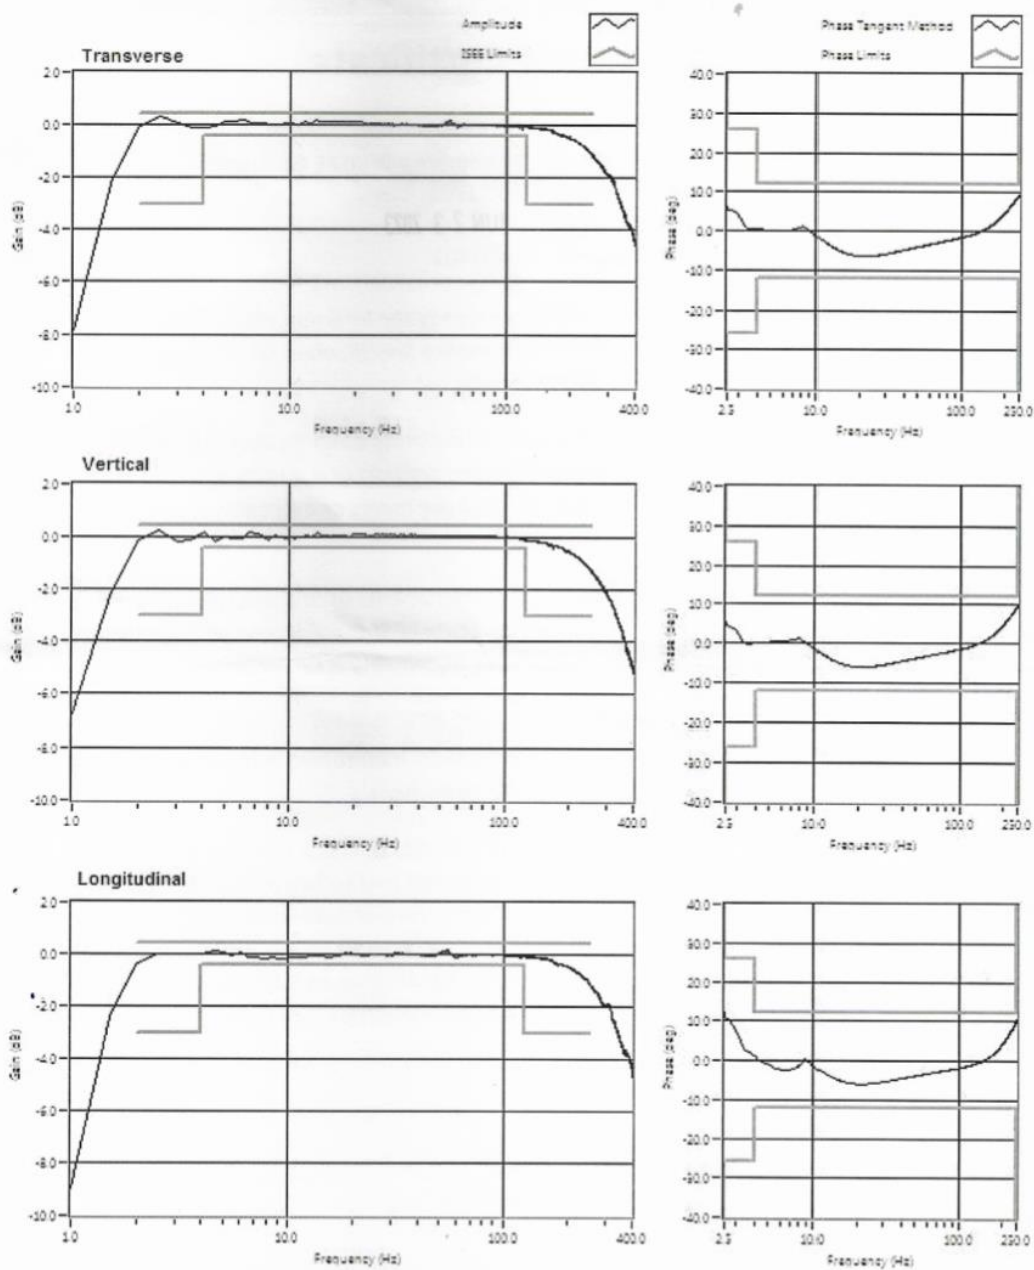 Amplitude
ISEE Limits
Phase Tangent Method
Phase Limits
Transverse
2.0
0.0
-2.0
-4.0
-6.0
-8.0
-10.0
Gain (dB)
1.0 10.0 100.0 400.0
Frequency (Hz)
40.0
30.0
20.0
10.0
0.0
-10.0
-20.0
-30.0
-40.0
Phase (deg)
2.5 10.0 100.0 250.0
Frequency (Hz)
Vertical
2.0
0.0
-2.0
-4.0
-6.0
-8.0
-10.0
Gain (dB)
1.0 10.0 100.0 400.0
Frequency (Hz)
40.0
30.0
20.0
10.0
0.0
-10.0
-20.0
-30.0
-40.0
Phase (deg)
2.5 10.0 100.0 250.0
Frequency (Hz)
Longitudinal
2.0
0.0
-2.0
-4.0
-6.0
-8.0
-10.0
Gain (dB)
1.0 10.0 100.0 400.0
Frequency (Hz)
40.0
30.0
20.0
10.0
0.0
-10.0
-20.0
-30.0
-40.0
Phase (deg)
2.5 10.0 100.0 250.0
Frequency (Hz)